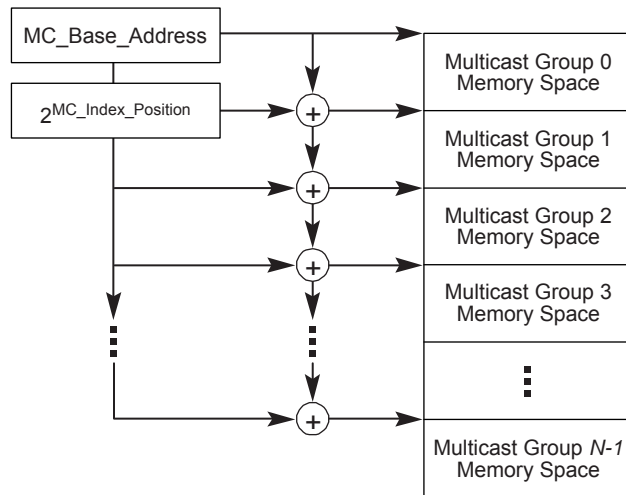 MC_Base_Address
2^MC_Index_Position
+
+
+
+
Multicast Group 0
Memory Space
Multicast Group 1
Memory Space
Multicast Group 2
Memory Space
Multicast Group 3
Memory Space
Multicast Group N-1
Memory Space